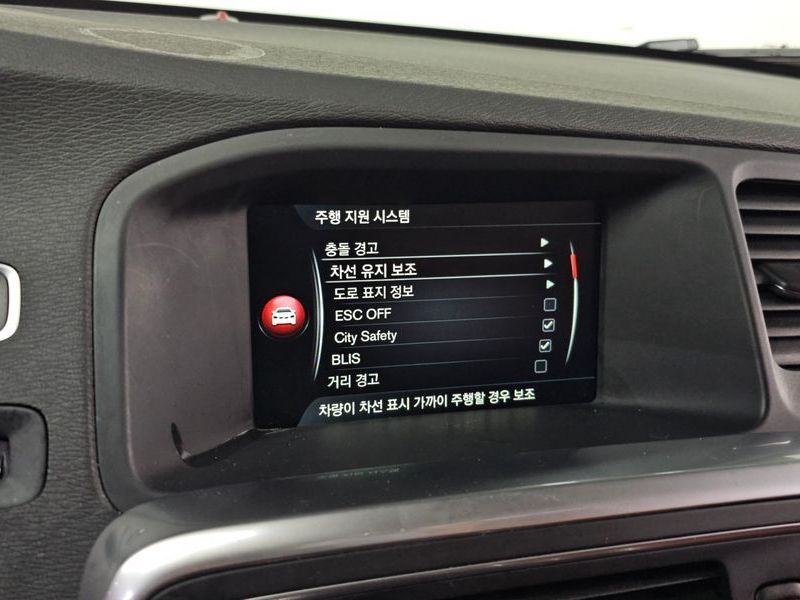 주행 지원 시스템
충돌 경고
차선 유지 보조
도로 표지 정보
ESC OFF
City Safety
BLIS
거리 경고
차량이 차선 표시 가까이 주행할 경우 보조